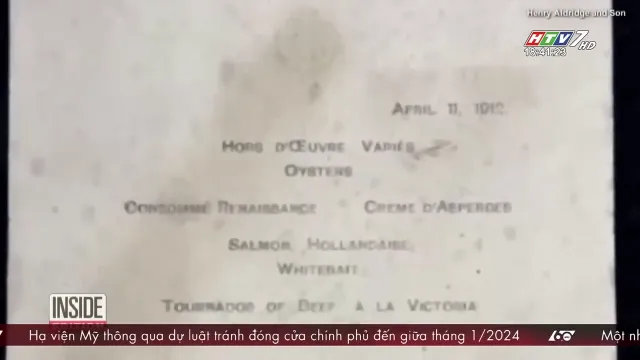 Henry Aldridge and Son
HTV7 HD
18:41:23
APRIL 11, 1912.
HORS D'ŒUVRE VARIÉS
OYSTERS
CONSOMMÉ RENAISSANCE CREME D'ASPERGES
SALMON, HOLLANDAISE,
WHITEBAIT.
TOURNADOS OF BEEF À LA VICTORIA
INSIDE
EDITION
Hạ viện Mỹ thông qua dự luật tránh đóng cửa chính phủ đến giữa tháng 1/2024
60
Một